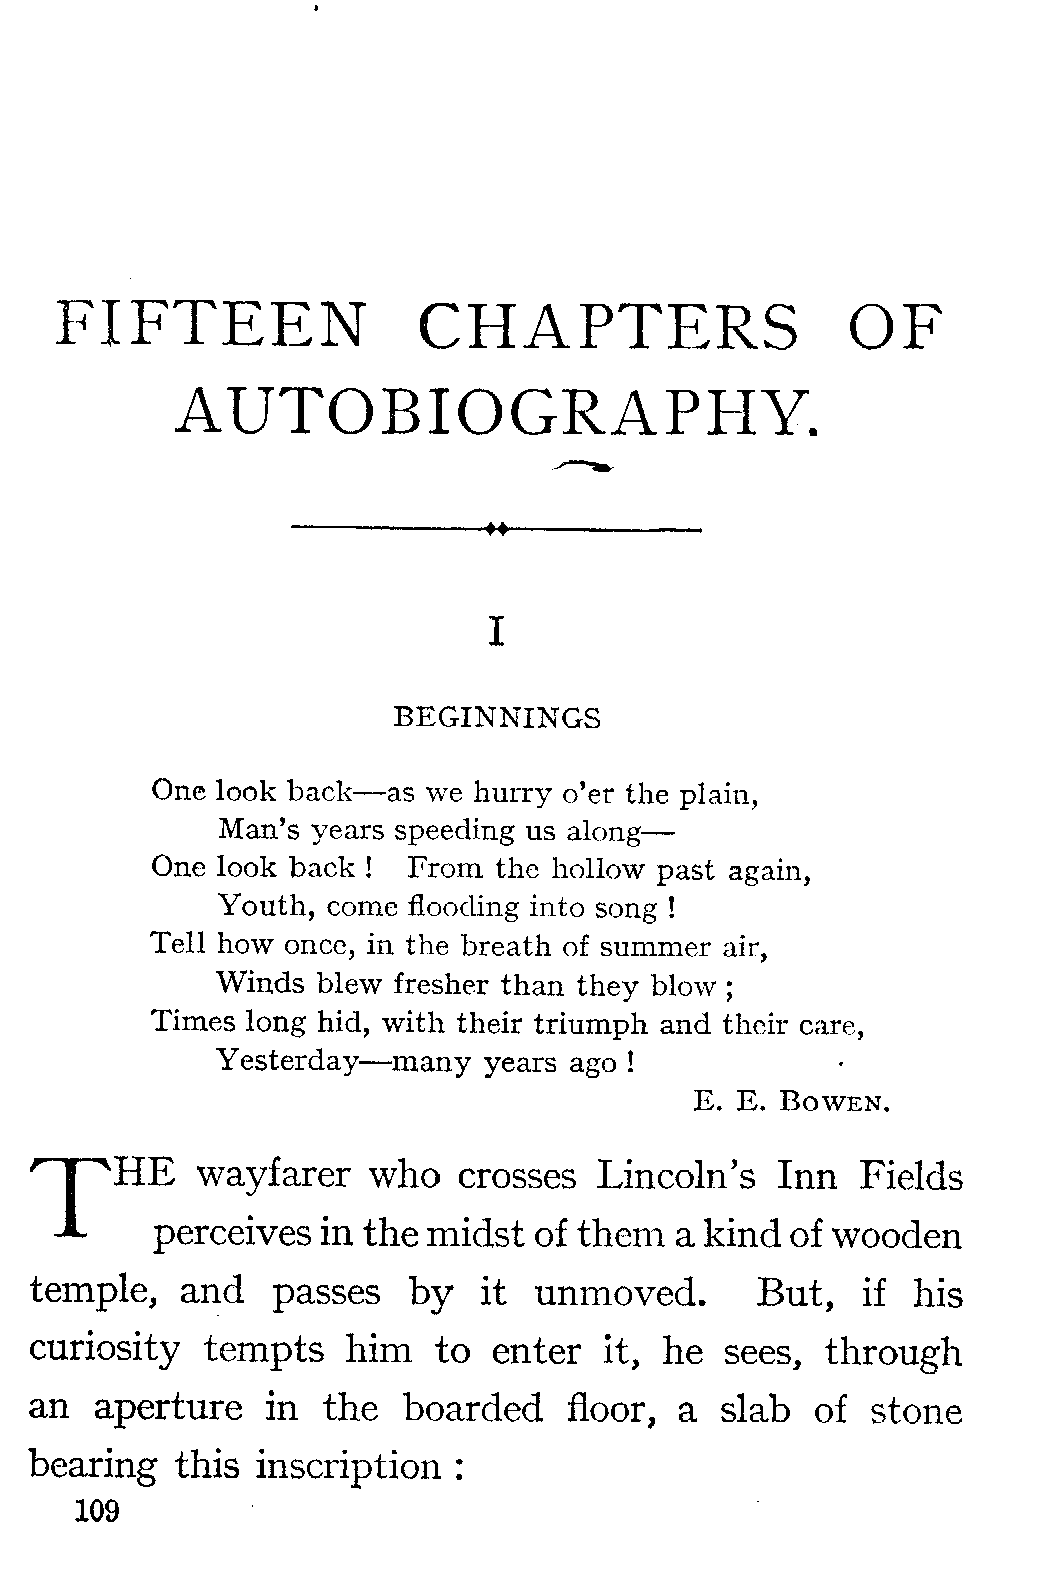 FIFTEEN CHAPTERS OF
AUTOBIOGRAPHY.
I
BEGINNINGS
One look back—as we hurry o'er the plain,
Man's years speeding us along—
One look back ! From the hollow past again,
Youth, come flooding into song !
Tell how once, in the breath of summer air,
Winds blew fresher than they blow ;
Times long hid, with their triumph and their care,
Yesterday—many years ago !
E. E. BOWEN.
THE wayfarer who crosses Lincoln's Inn Fields
perceives in the midst of them a kind of wooden
temple, and passes by it unmoved. But, if his
curiosity tempts him to enter it, he sees, through
an aperture in the boarded floor, a slab of stone
bearing this inscription :
109